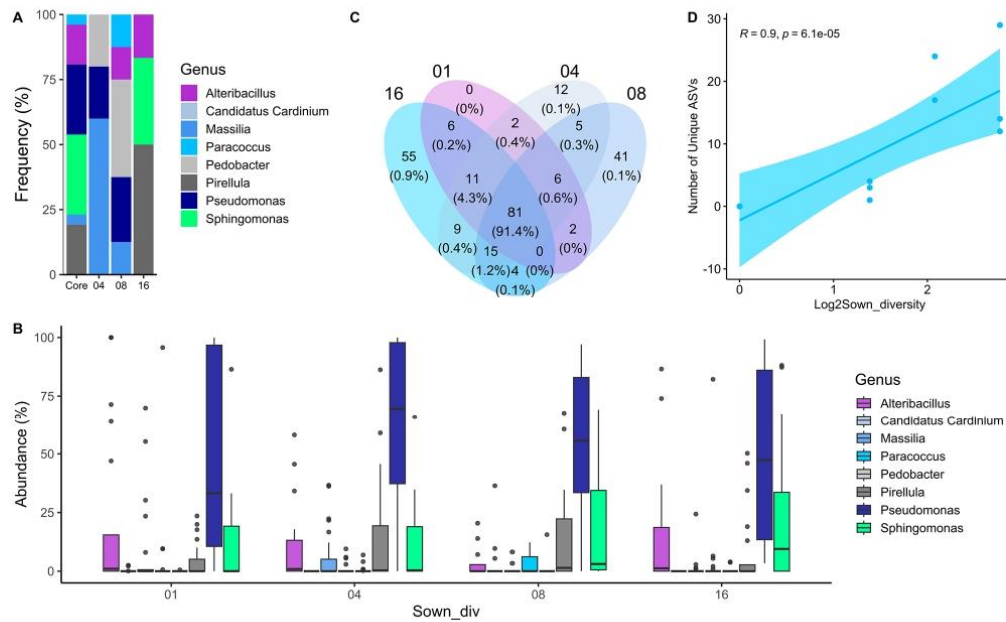 A
Frequency (%)
100
75
50
25
0
Core 04 08 16
Genus
Alteribacillus
Candidatus Cardinium
Massilia
Paracoccus
Pedobacter
Pirellula
Pseudomonas
Sphingomonas
C
01 04
16 08
0
(0%)
12
(0.1%)
6
(0.2%)
2
(0.4%)
5
(0.3%)
55
(0.9%)
41
(0.1%)
11
(4.3%)
6
(0.6%)
81
(91.4%)
9
(0.4%)
2
(0%)
15
(1.2%)
0
(0%)
4
(0.1%)
D
R = 0.9, p = 6.1e-05
Number of Unique ASVs
30
20
10
0
-10
0 1 2
Log2Sown_diversity
B
Abundance (%)
100
75
50
25
0
01 04 08 16
Sown_div
Genus
Alteribacillus
Candidatus Cardinium
Massilia
Paracoccus
Pedobacter
Pirellula
Pseudomonas
Sphingomonas